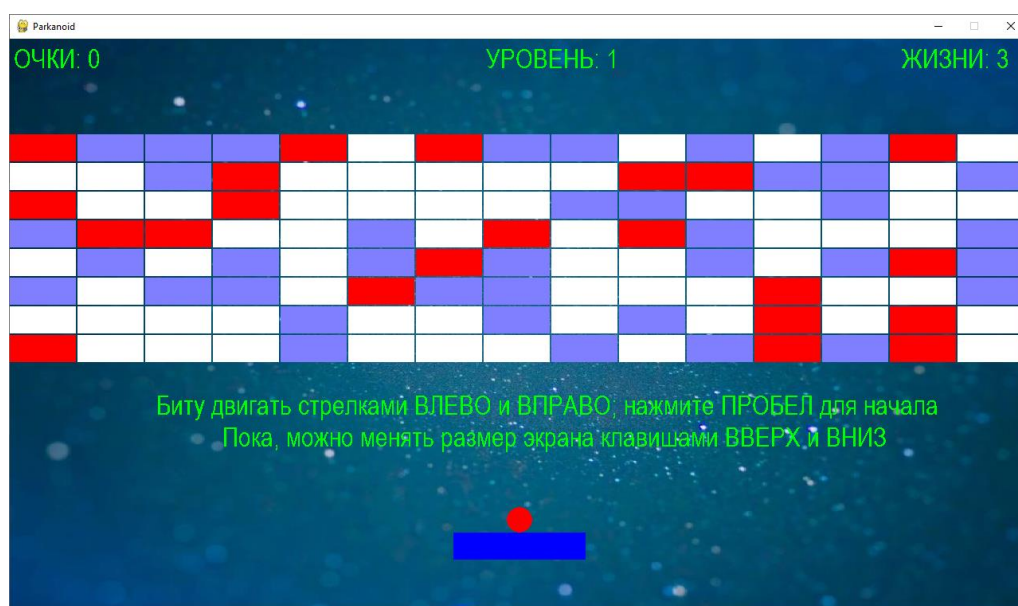 Parkanoid
ОЧКИ: 0 УРОВЕНЬ: 1 ЖИЗНИ: 3
Биту двигать стрелками ВЛЕВО и ВПРАВО, нажмите ПРОБЕЛ для начала
Пока, можно менять размер экрана клавишами ВВЕРХ и ВНИЗ